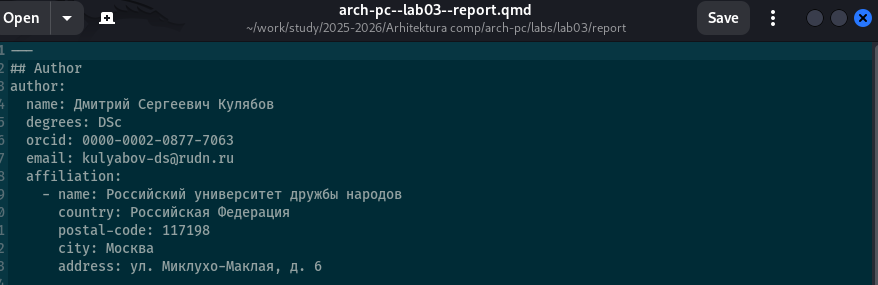 Open
arch-pc--lab03--report.qmd
~/work/study/2025-2026/Arhitektura comp/arch-pc/labs/lab03/report
Save
1 ---
2 ## Author
3 author:
4   name: Дмитрий Сергеевич Кулябов
5   degrees: DSc
6   orcid: 0000-0002-0877-7063
7   email: kulyabov-ds@rudn.ru
8   affiliation:
9     - name: Российский университет дружбы народов
0       country: Российская Федерация
1       postal-code: 117198
2       city: Москва
3       address: ул. Миклухо-Маклая, д. 6